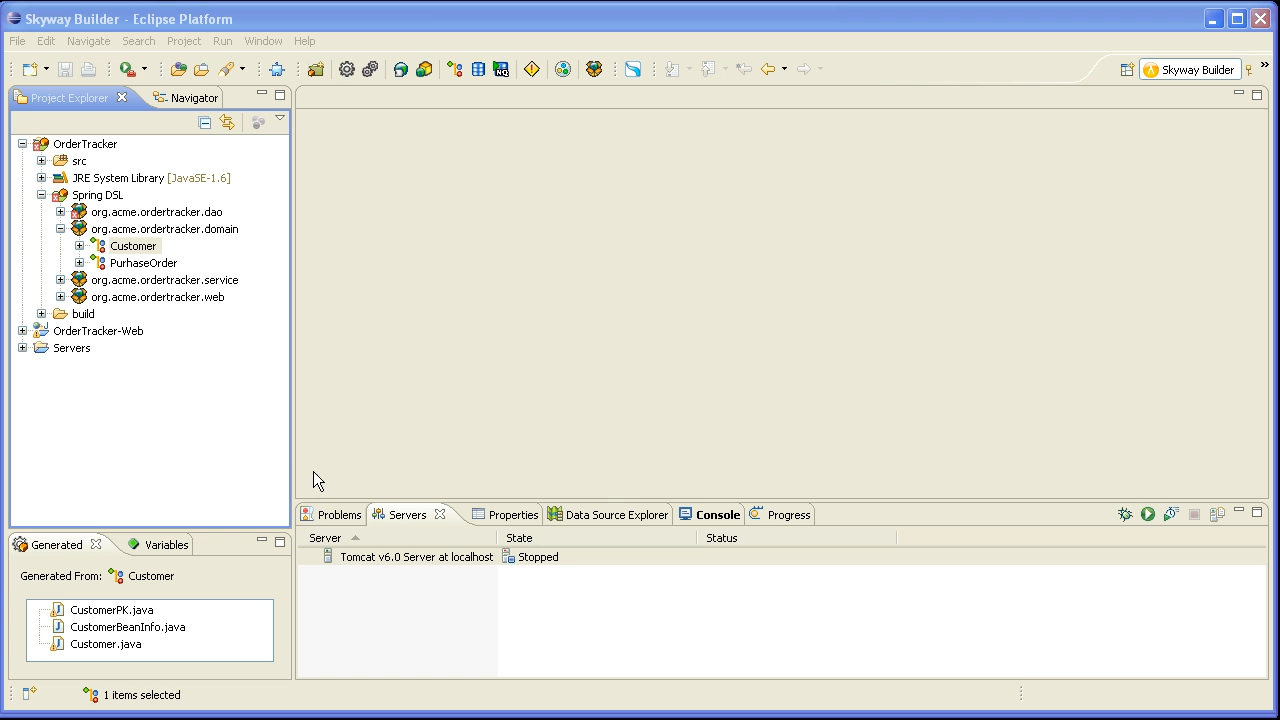 Skyway Builder - Eclipse Platform
File Edit Navigate Search Project Run Window Help
Skyway Builder
Project Explorer Navigator
OrderTracker
src
JRE System Library [JavaSE-1.6]
Spring DSL
org.acme.ordertracker.dao
org.acme.ordertracker.domain
Customer
PurhaseOrder
org.acme.ordertracker.service
org.acme.ordertracker.web
build
OrderTracker-Web
Servers
Problems Servers Properties Data Source Explorer Console Progress
Server State Status
Tomcat v6.0 Server at localhost Stopped
Generated Variables
Generated From: Customer
CustomerPK.java
CustomerBeanInfo.java
Customer.java
1 items selected